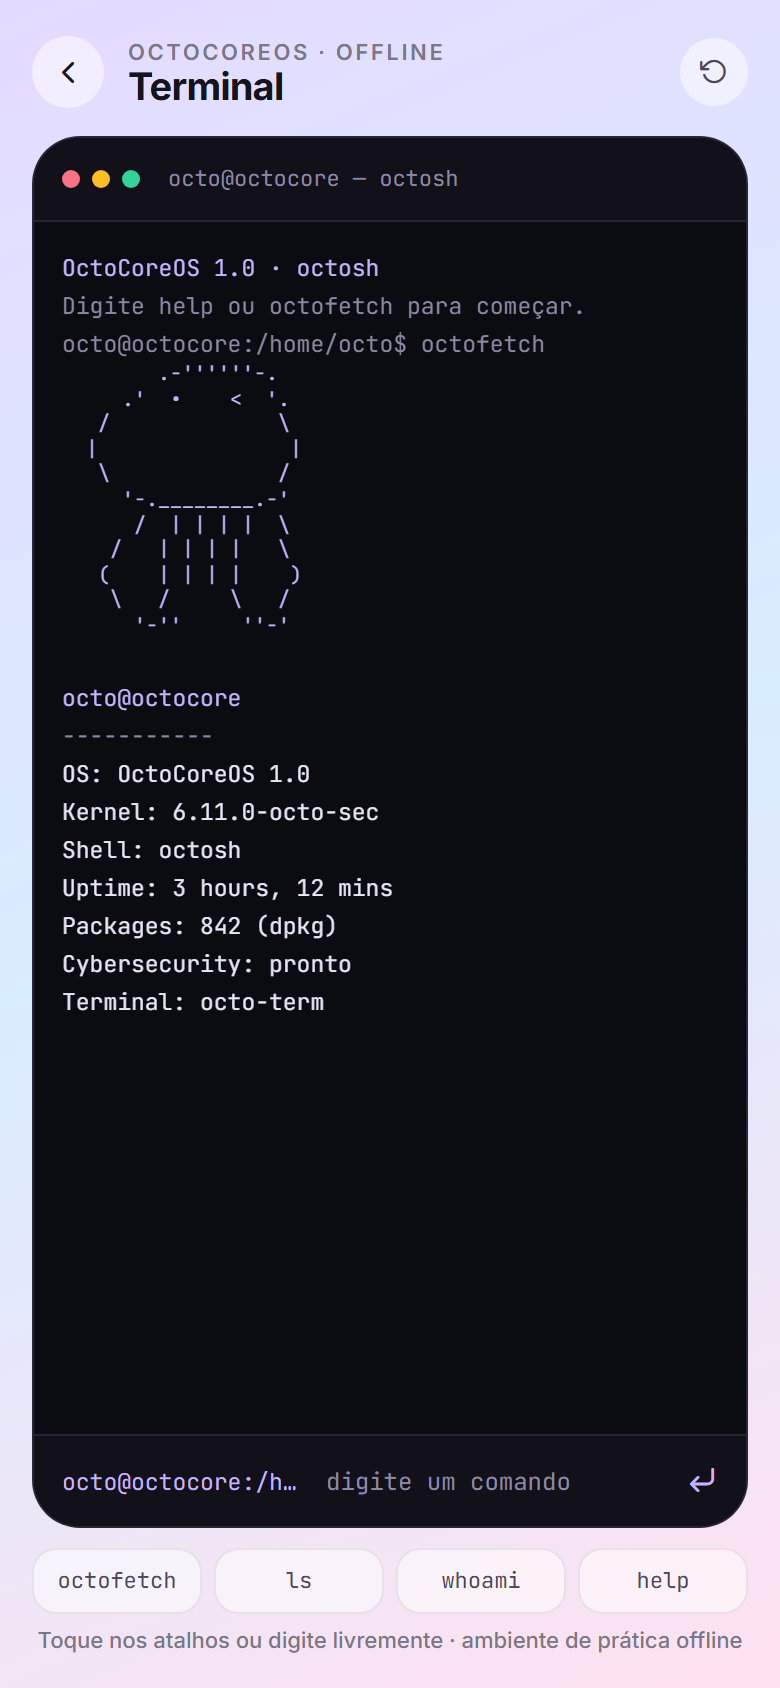 OCTOCOREOS · OFFLINE
Terminal
octo@octocore — octosh
OctoCoreOS 1.0 · octosh
Digite help ou octofetch para começar.
octo@octocore:/home/octo$ octofetch
        .-''''''-.
     .'  •    <  '.
   /              \
  |                |
   \              /
     '-.________.-'
      /  | | | |  \
    /   | | | |   \
   (    | | | |    )
    \   /     \   /
      '-''     ''-'
octo@octocore
-----------
OS: OctoCoreOS 1.0
Kernel: 6.11.0-octo-sec
Shell: octosh
Uptime: 3 hours, 12 mins
Packages: 842 (dpkg)
Cybersecurity: pronto
Terminal: octo-term
octo@octocore:/h… digite um comando
octofetch ls whoami help
Toque nos atalhos ou digite livremente · ambiente de prática offline